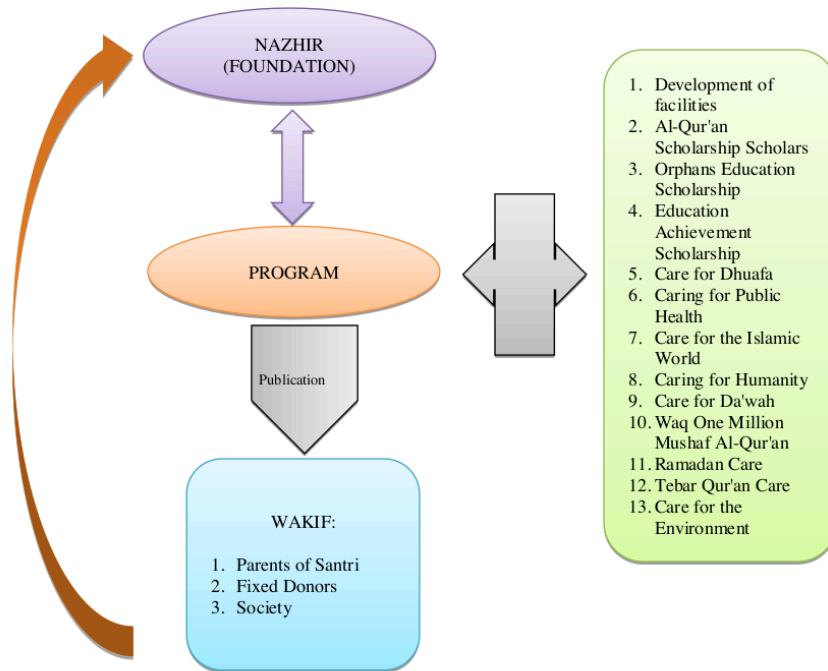 NAZHIR
(FOUNDATION)
PROGRAM
Publication
WAKIF:
1. Parents of Santri
2. Fixed Donors
3. Society
1. Development of
facilities
2. Al-Qur'an
Scholarship Scholars
3. Orphans Education
Scholarship
4. Education
Achievement
Scholarship
5. Care for Dhuafa
6. Caring for Public
Health
7. Care for the Islamic
World
8. Caring for Humanity
9. Care for Da'wah
10. Waq One Million
Mushaf Al-Qur'an
11. Ramadan Care
12. Tebar Qur'an Care
13. Care for the
Environment